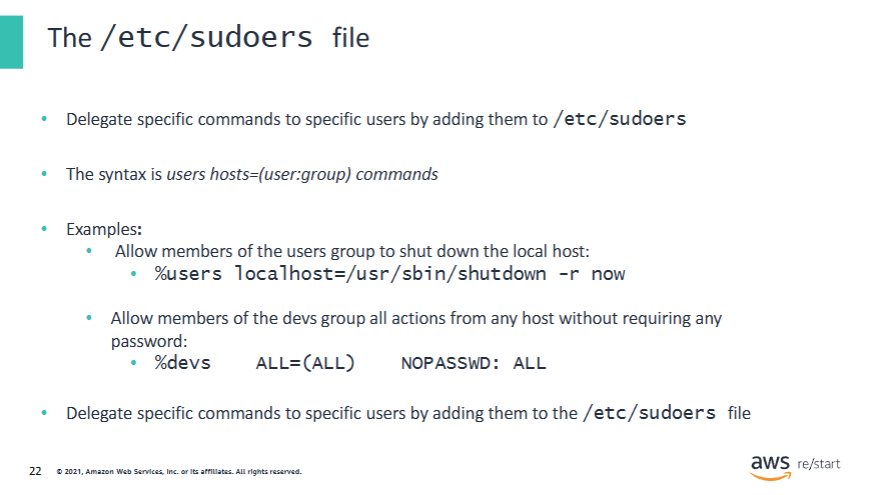 The /etc/sudoers file
• Delegate specific commands to specific users by adding them to /etc/sudoers
• The syntax is users hosts=(user:group) commands
• Examples:
• Allow members of the users group to shut down the local host:
• %users localhost=/usr/sbin/shutdown -r now
• Allow members of the devs group all actions from any host without requiring any
password:
• %devs ALL=(ALL) NOPASSWD: ALL
• Delegate specific commands to specific users by adding them to the /etc/sudoers file
22 © 2021, Amazon Web Services, Inc. or its affiliates. All rights reserved.
aws re/start